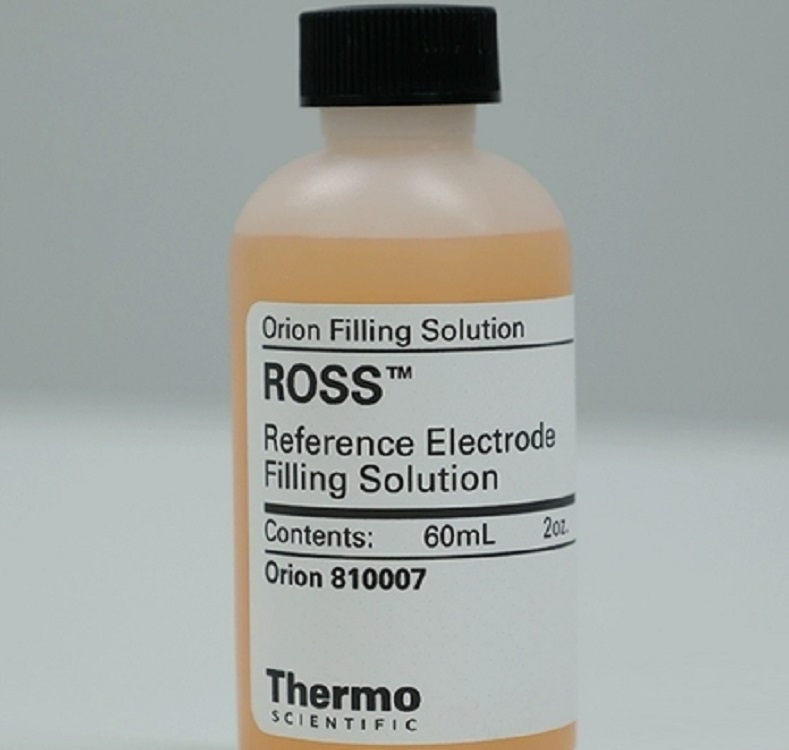 Orion Filling Solution
ROSS™
Reference Electrode
Filling Solution
Contents: 60mL 2oz.
Orion 810007
Thermo
SCIENTIFIC